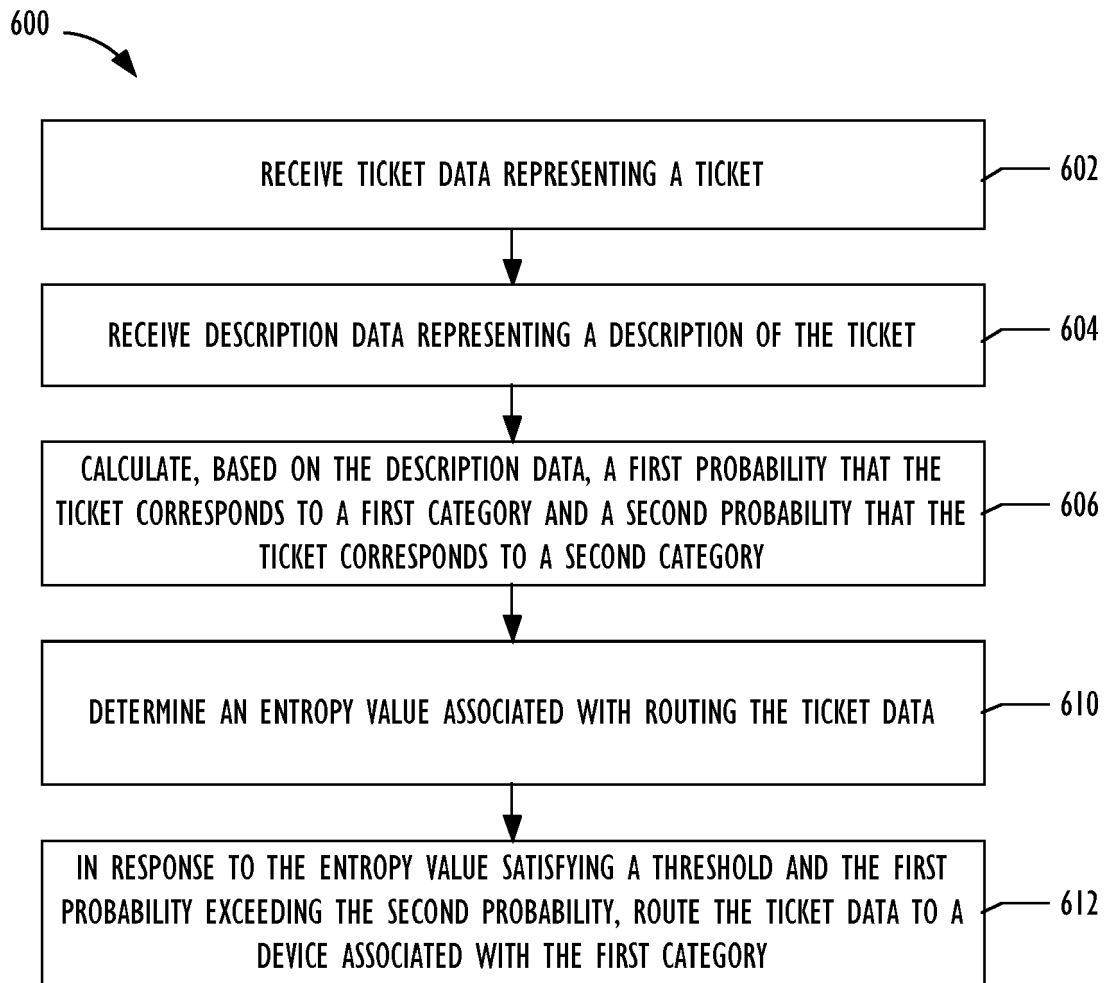 600
RECEIVE TICKET DATA REPRESENTING A TICKET
602
RECEIVE DESCRIPTION DATA REPRESENTING A DESCRIPTION OF THE TICKET
604
CALCULATE, BASED ON THE DESCRIPTION DATA, A FIRST PROBABILITY THAT THE
TICKET CORRESPONDS TO A FIRST CATEGORY AND A SECOND PROBABILITY THAT THE
TICKET CORRESPONDS TO A SECOND CATEGORY
606
DETERMINE AN ENTROPY VALUE ASSOCIATED WITH ROUTING THE TICKET DATA
610
IN RESPONSE TO THE ENTROPY VALUE SATISFYING A THRESHOLD AND THE FIRST
PROBABILITY EXCEEDING THE SECOND PROBABILITY, ROUTE THE TICKET DATA TO A
DEVICE ASSOCIATED WITH THE FIRST CATEGORY
612